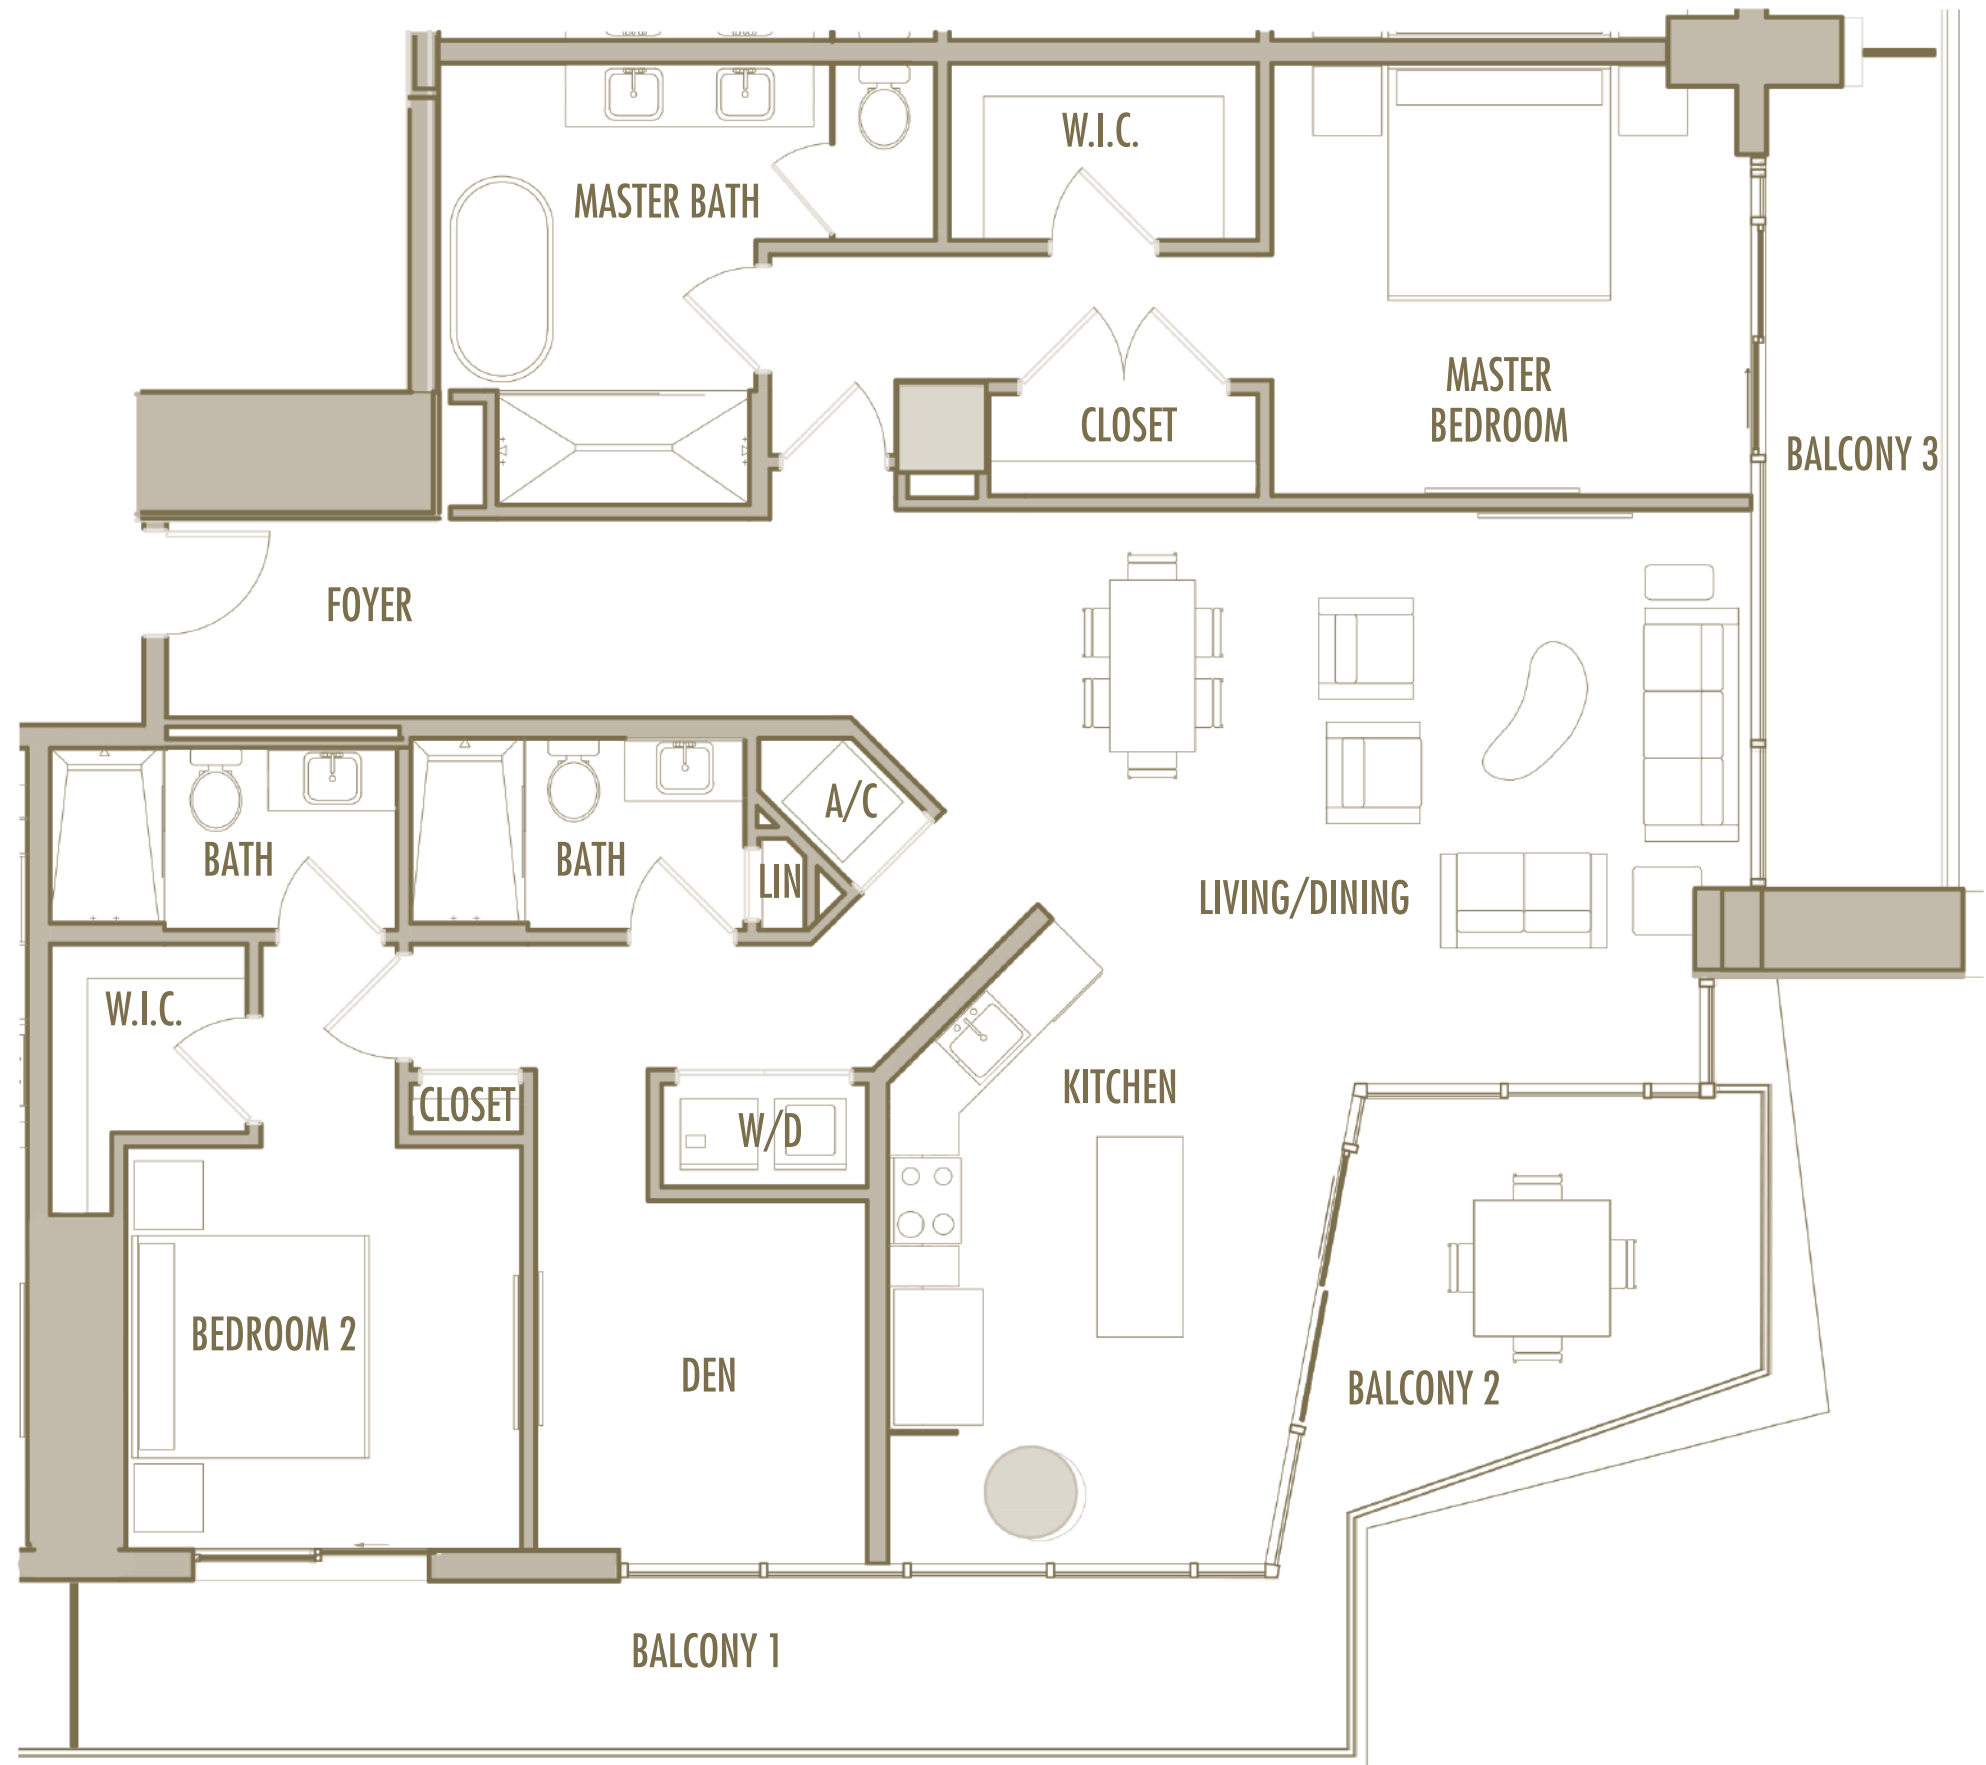 W.I.C.
MASTER BATH
MASTER
BEDROOM
CLOSET
BALCONY 3
FOYER
A/C
BATH
BATH
LIN
LIVING/DINING
W.I.C.
KITCHEN
CLOSET
W/D
BEDROOM 2
DEN
BALCONY 2
BALCONY 1